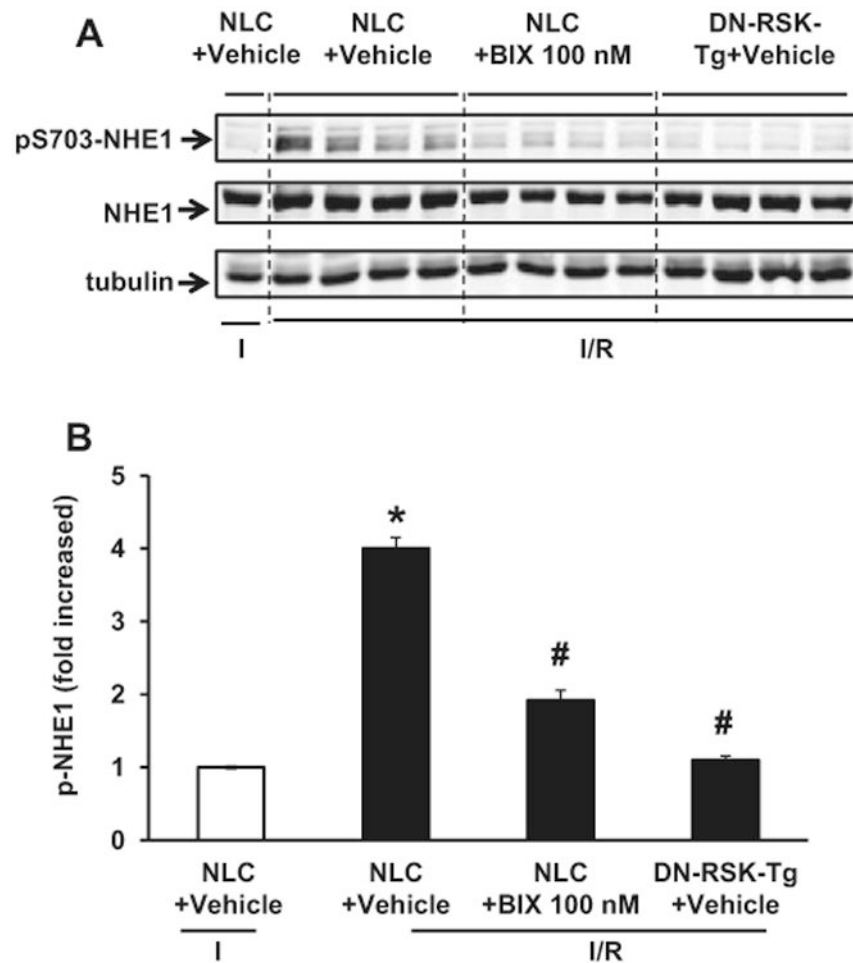 A
NLC +Vehicle
NLC +Vehicle
NLC +BIX 100 nM
DN-RSK-Tg+Vehicle
pS703-NHE1
NHE1
tubulin
I
I/R
B
p-NHE1 (fold increased)
5
4
3
2
1
0
*
#
#
NLC +Vehicle
NLC +Vehicle
NLC +BIX 100 nM
DN-RSK-Tg +Vehicle
I
I/R